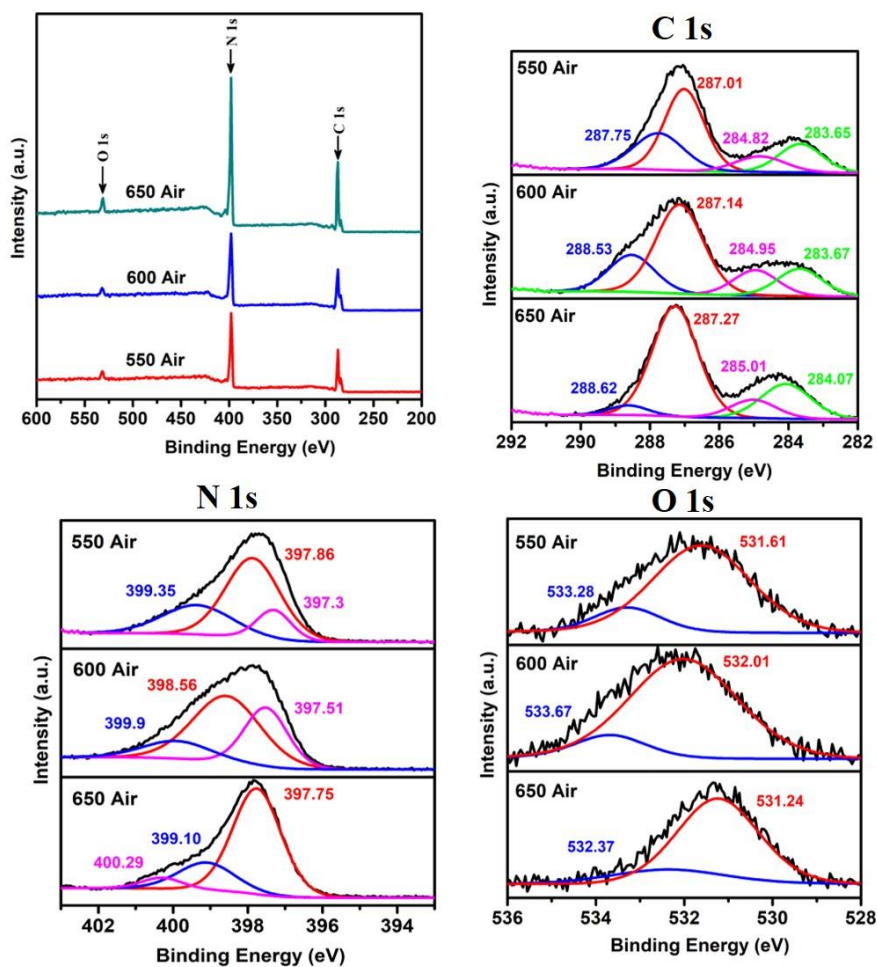 O 1s
N 1s
C 1s
650 Air
600 Air
550 Air
Intensity (a.u.)
600 550 500 450 400 350 300 250 200
Binding Energy (eV)
C 1s
550 Air
287.01
287.75
284.82
283.65
600 Air
287.14
288.53
284.95
283.67
650 Air
287.27
288.62
285.01
284.07
Intensity (a.u.)
292 290 288 286 284 282
Binding Energy (eV)
N 1s
550 Air
397.86
399.35
397.3
600 Air
398.56
399.9
397.51
650 Air
397.75
399.10
400.29
Intensity (a.u.)
402 400 398 396 394
Binding Energy (eV)
O 1s
550 Air
531.61
533.28
600 Air
532.01
533.67
650 Air
531.24
532.37
Intensity (a.u.)
536 534 532 530 528
Binding Energy (eV)